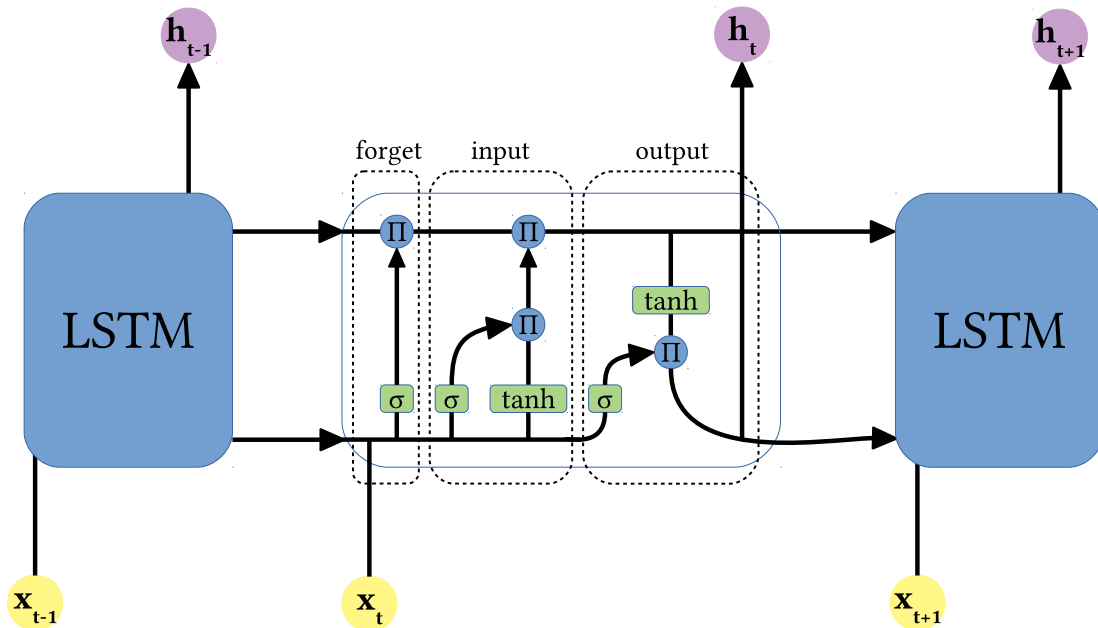 h t-1
h t
h t+1
forget input output
Π Π
LSTM
tanh
Π
Π
LSTM
σ σ tanh σ
x t-1
x t
x t+1